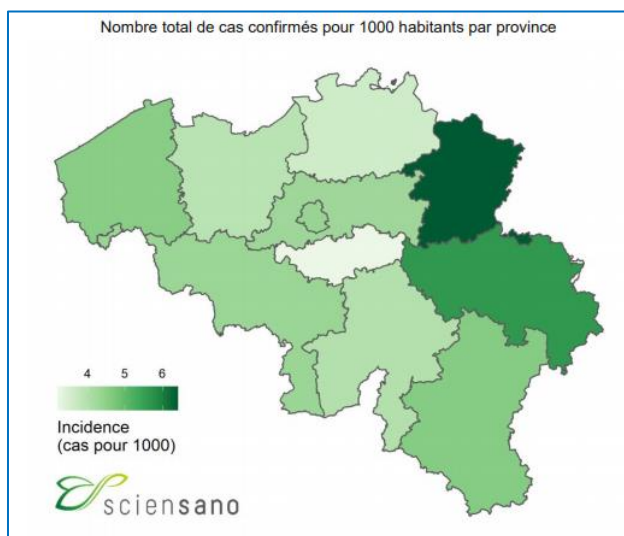 Nombre total de cas confirmés pour 1000 habitants par province
4 5 6
Incidence
(cas pour 1000)
sciensano